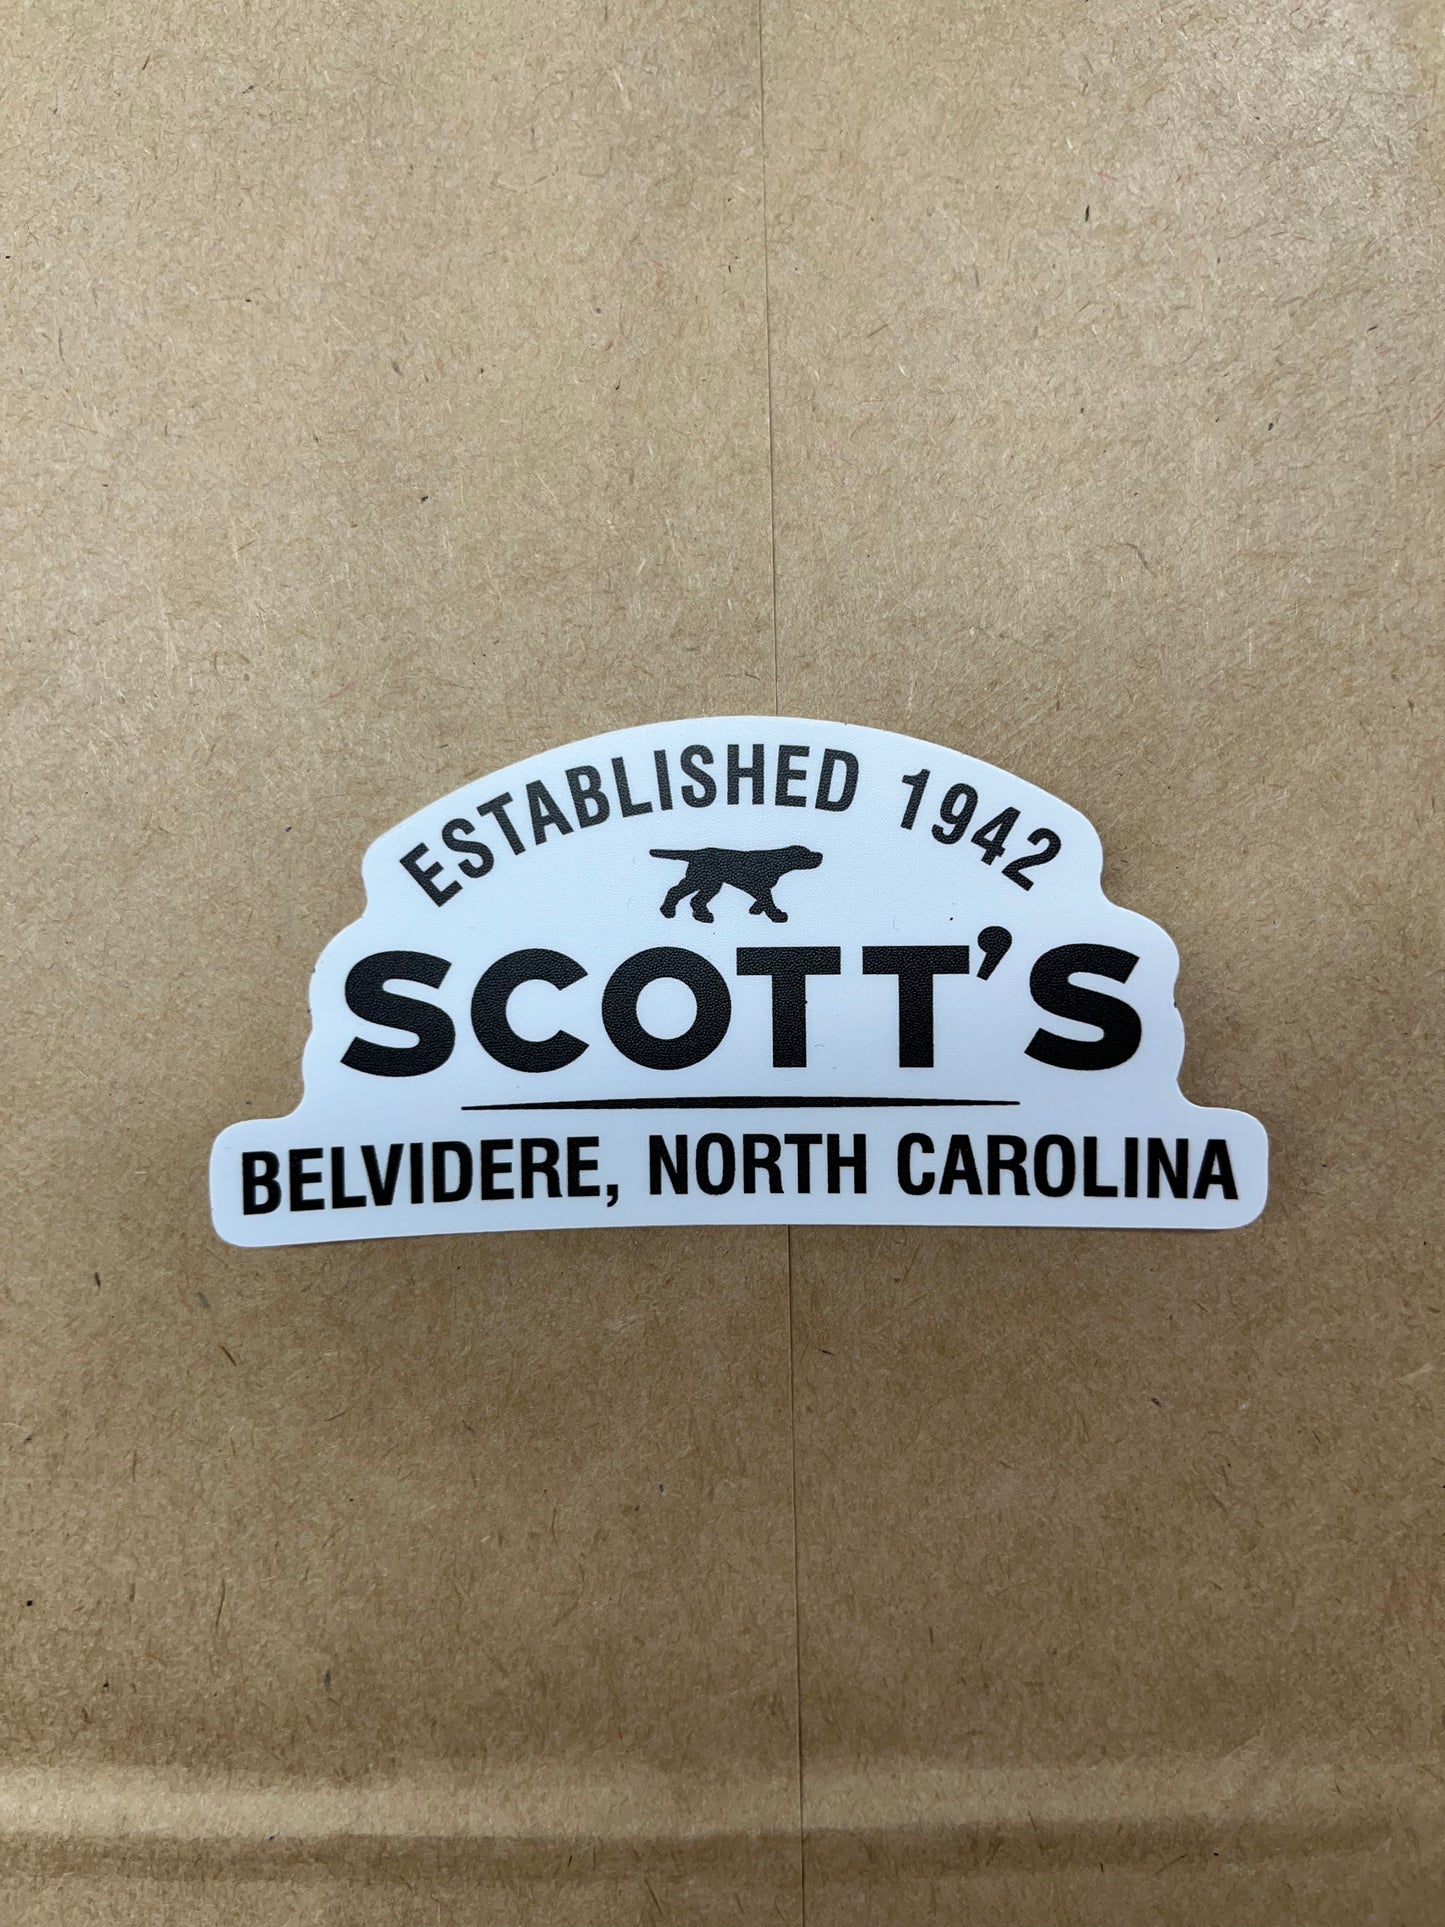 ESTABLISHED 1942
SCOTT'S
BELVIDERE, NORTH CAROLINA